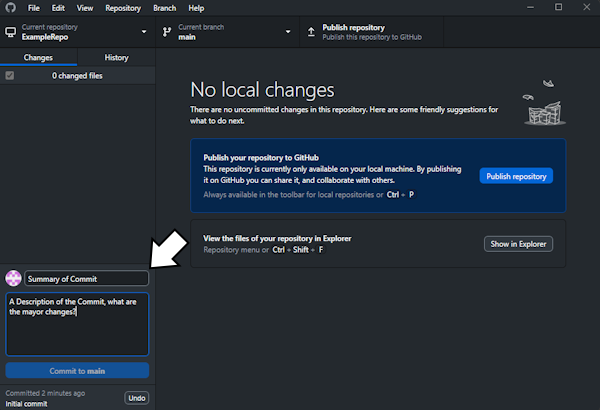 File Edit View Repository Branch Help
Current repository
ExampleRepo
Current branch
main
Publish repository
Publish this repository to GitHub
Changes
History
0 changed files
No local changes
There are no uncommitted changes in this repository. Here are some friendly suggestions for
what to do next.
Publish your repository to GitHub
This repository is currently only available on your local machine. By publishing
it on GitHub you can share it, and collaborate with others.
Always available in the toolbar for local repositories or Ctrl + P
Publish repository
View the files of your repository in Explorer
Repository menu or Ctrl + Shift + F
Show in Explorer
Summary of Commit
A Description of the Commit, what are
the mayor changes?
Commit to main
Committed 2 minutes ago
Initial commit
Undo